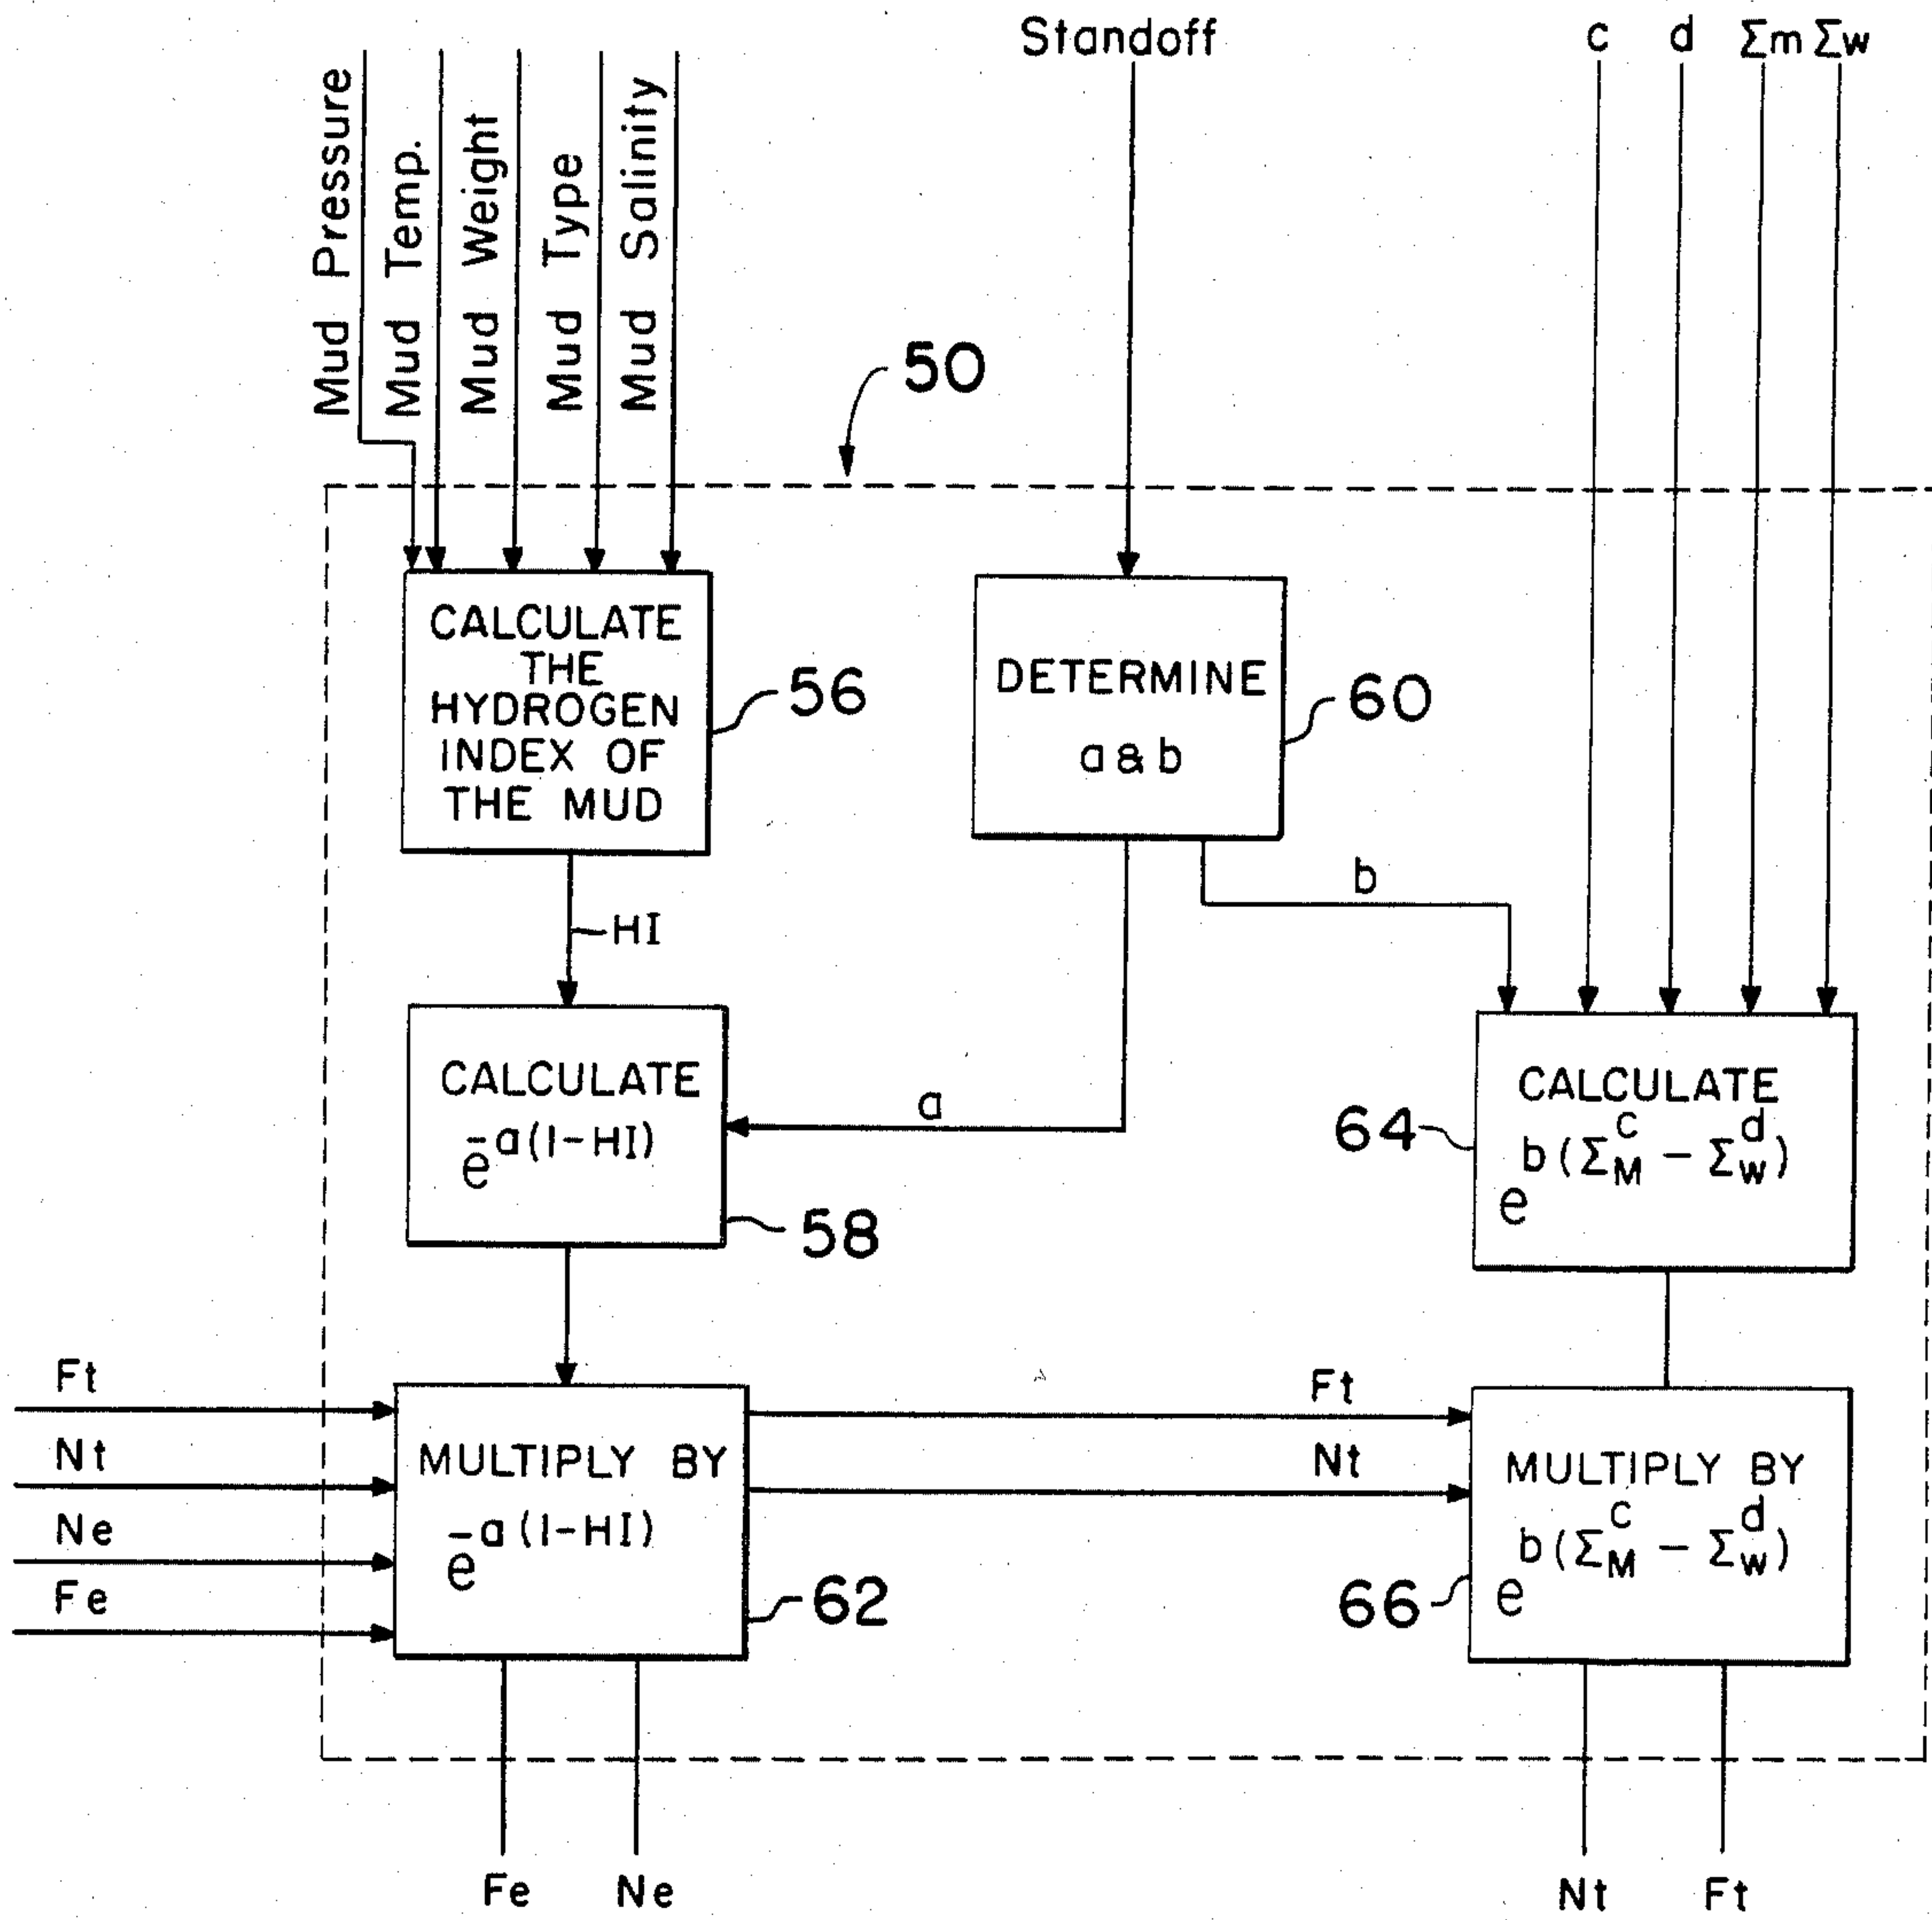 Standoff
c d Σm Σw
Mud Pressure
Mud Temp.
Mud Weight
Mud Type
Mud Salinity
50
CALCULATE
THE
HYDROGEN
INDEX OF
THE MUD
56
DETERMINE
a & b
60
b
HI
CALCULATE
e^-a(1-HI)
58
a
CALCULATE
e^b(Σ_M^c - Σ_w^d)
64
Ft
Nt
Ne
Fe
MULTIPLY BY
e^-a(1-HI)
62
Ft
Nt
MULTIPLY BY
e^b(Σ_M^c - Σ_w^d)
66
Fe Ne
Nt Ft